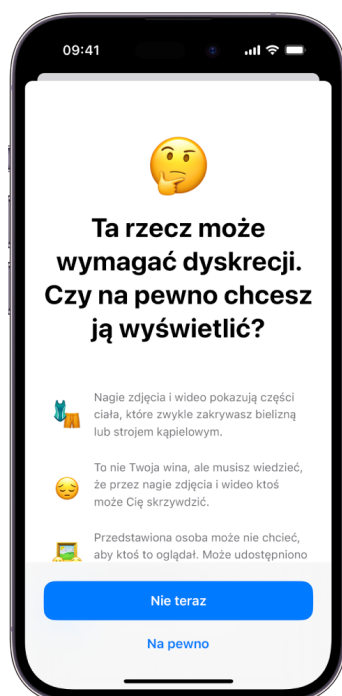 09:41
Ta rzecz może
wymagać dyskrecji.
Czy na pewno chcesz
ją wyświetlić?
Nagie zdjęcia i wideo pokazują części
ciała, które zwykle zakrywasz bielizną
lub strojem kąpielowym.
To nie Twoja wina, ale musisz wiedzieć,
że przez nagie zdjęcia i wideo ktoś
może Cię skrzywdzić.
Przedstawiona osoba może nie chcieć,
aby ktoś to oglądał. Może udostępniono
Nie teraz
Na pewno